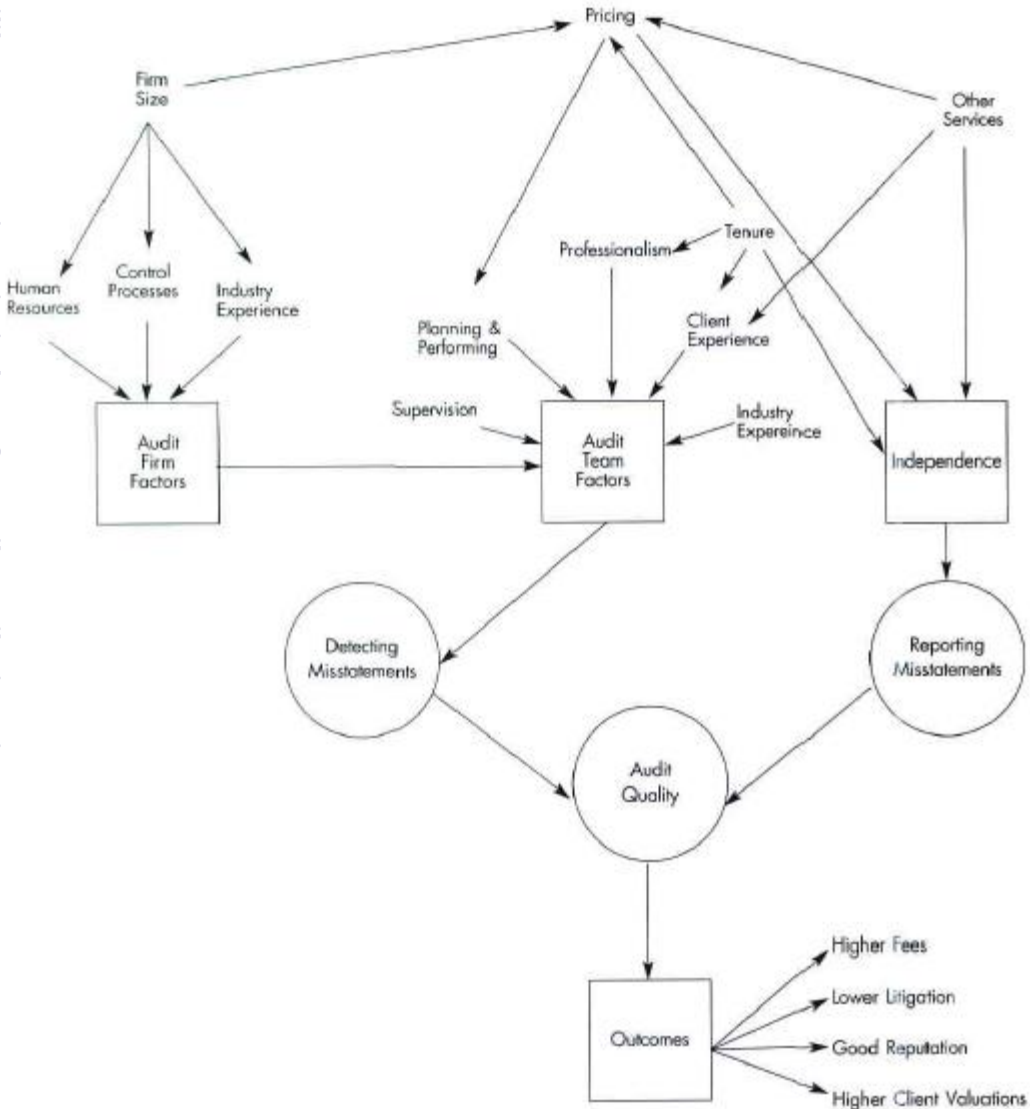 Pricing
Firm
Size
Other
Services
Tenure
Professionalism
Human
Resources
Control
Processes
Industry
Experience
Planning &
Performing
Client
Experience
Supervision
Industry
Expereince
Audit
Firm
Factors
Audit
Team
Factors
Independence
Detecting
Misstatements
Reporting
Misstatements
Audit
Quality
Outcomes
Higher Fees
Lower Litigation
Good Reputation
Higher Client Valuations